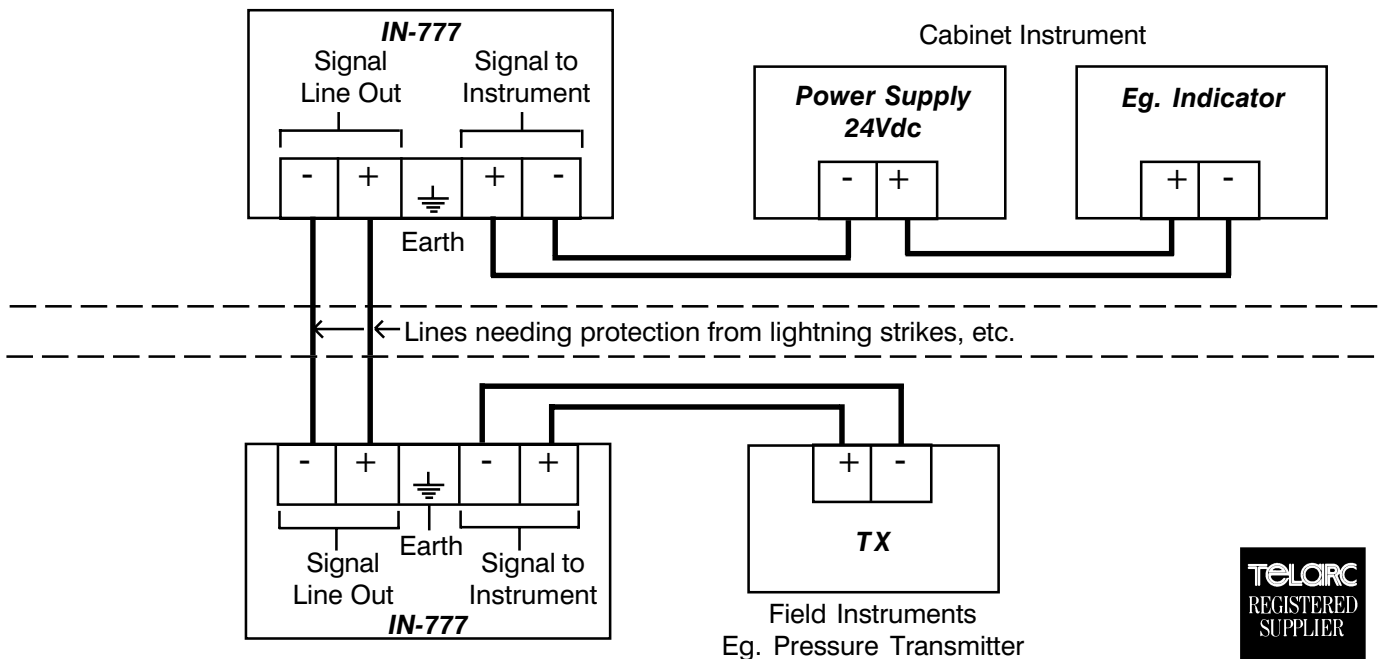 IN-777
Signal
Line Out
Signal to
Instrument
- +
+ -
Earth
Cabinet Instrument
Power Supply
24Vdc
- +
Eg. Indicator
+ -
Lines needing protection from lightning strikes, etc.
- +
- +
Earth
Signal
Line Out
Signal to
Instrument
IN-777
+ -
TX
Field Instruments
Eg. Pressure Transmitter
TELARC
REGISTERED
SUPPLIER